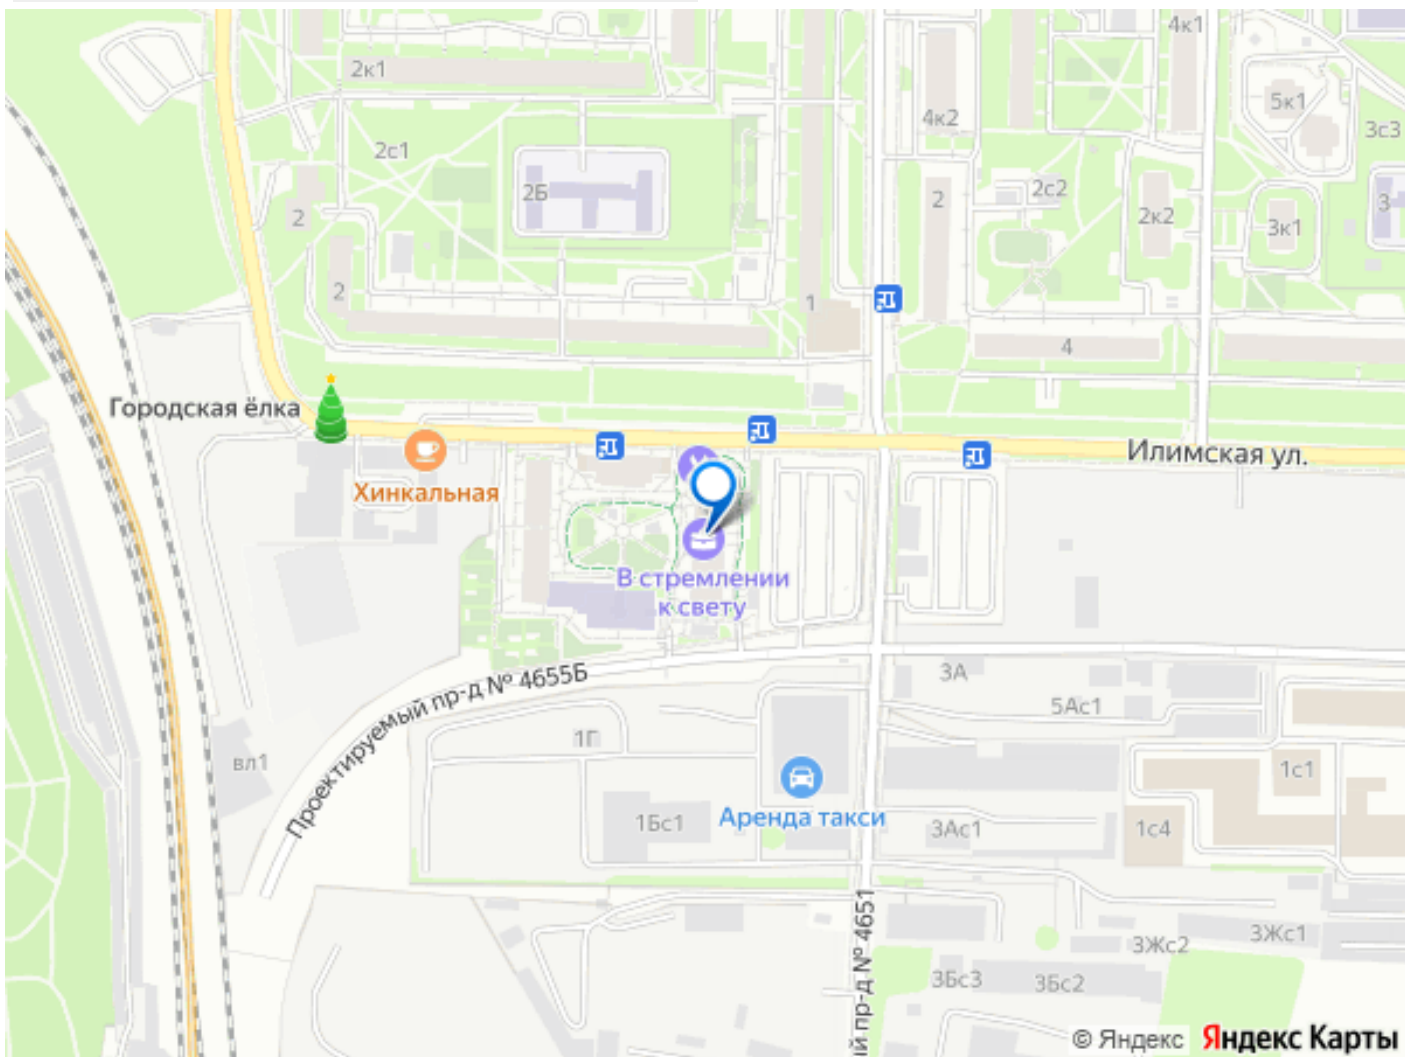 4к1
2к1
5к1
4к2
3с3
2с1
2Б
2
2с2
2к2
3
2
3к1
2
1
4
Городская ёлка
Илимская ул.
Хинкальная
В стремлении
к свету
Проектируемый пр-д № 4655Б
3А
5Ас1
1Г
вл1
1с1
Аренда такси
1Бс1
3Ас1
1с4
ый пр-д № 4651
3Жс1
3Жс2
3Бс3
3Бс2
© Яндекс Яндекс Карты